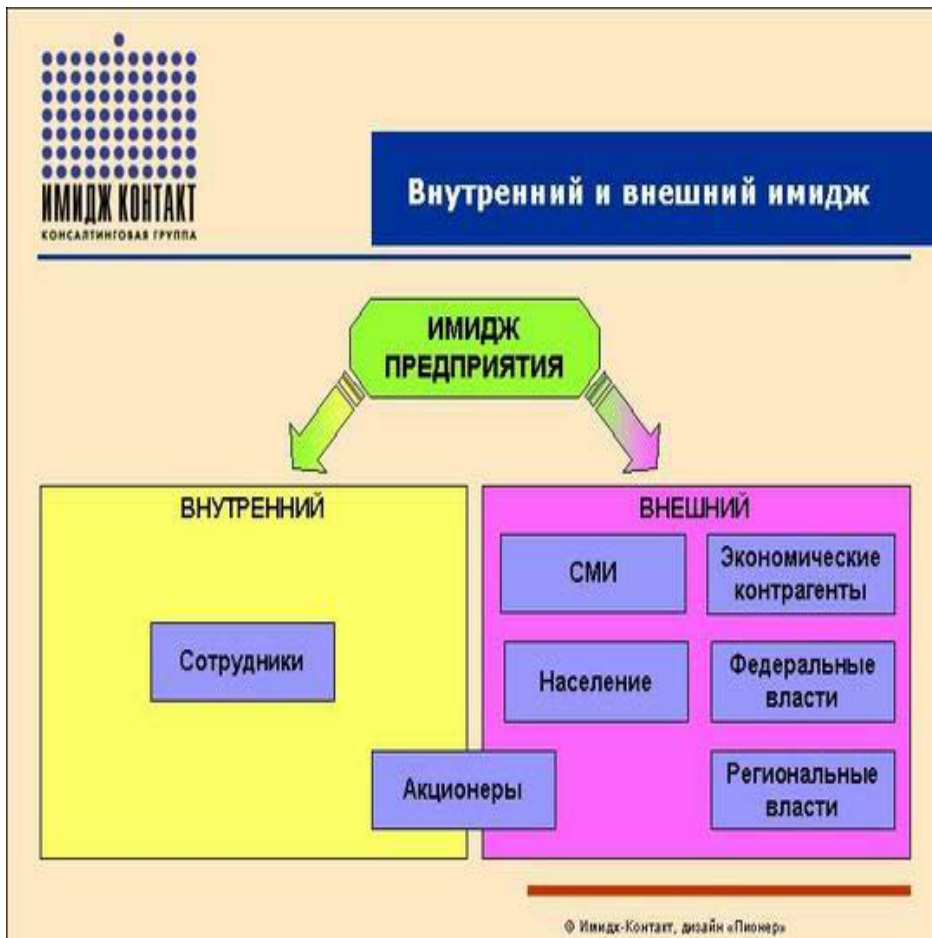 ИМИДЖ КОНТАКТ
КОНСАЛТИНГОВАЯ ГРУППА
Внутренний и внешний имидж
ИМИДЖ
ПРЕДПРИЯТИЯ
ВНУТРЕННИЙ
Сотрудники
Акционеры
ВНЕШНИЙ
СМИ
Экономические
контрагенты
Население
Федеральные
власти
Региональные
власти
© Имидж-Контакт, дизайн «Пионер»